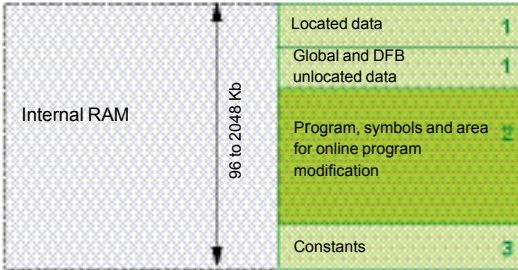 Located data 1
Global and DFB 1
unlocated data
Internal RAM
96 to 2048 Kb
Program, symbols and area 2
for online program
modification
Constants 3